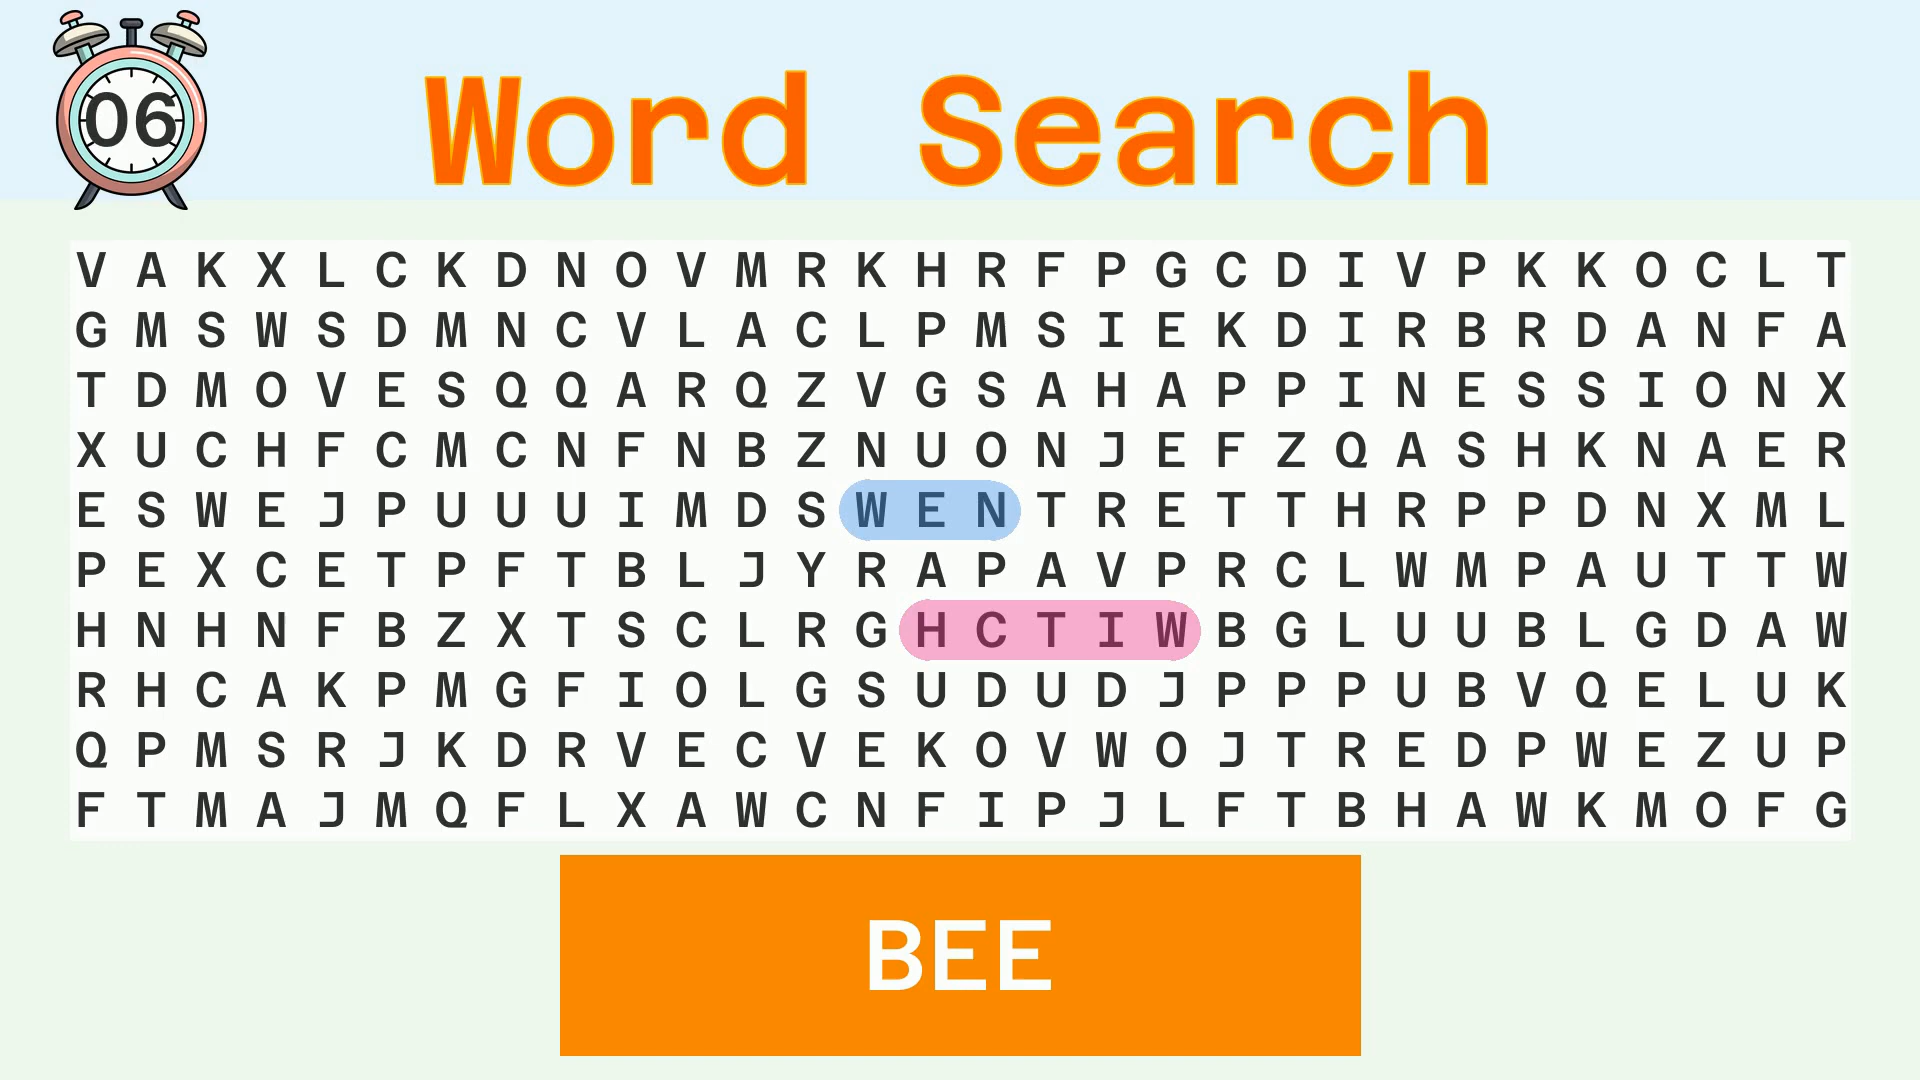 06
Word Search
V A K X L C K D N O V M R K H R F P G C D I V P K K O C L T
G M S W S D M N C V L A C L P M S I E K D I R B R D A N F A
T D M O V E S Q Q A R Q Z V G S A H A P P I N E S S I O N X
X U C H F C M C N F N B Z N U O N J E F Z Q A S H K N A E R
E S W E J P U U U I M D S W E N T R E T T H R P P D N X M L
P E X C E T P F T B L J Y R A P A V P R C L W M P A U T T W
H N H N F B Z X T S C L R G H C T I W B G L U U B L G D A W
R H C A K P M G F I O L G S U D U D J P P P U B V Q E L U K
Q P M S R J K D R V E C V E K O V W O J T R E D P W E Z U P
F T M A J M Q F L X A W C N F I P J L F T B H A W K M O F G
BEE